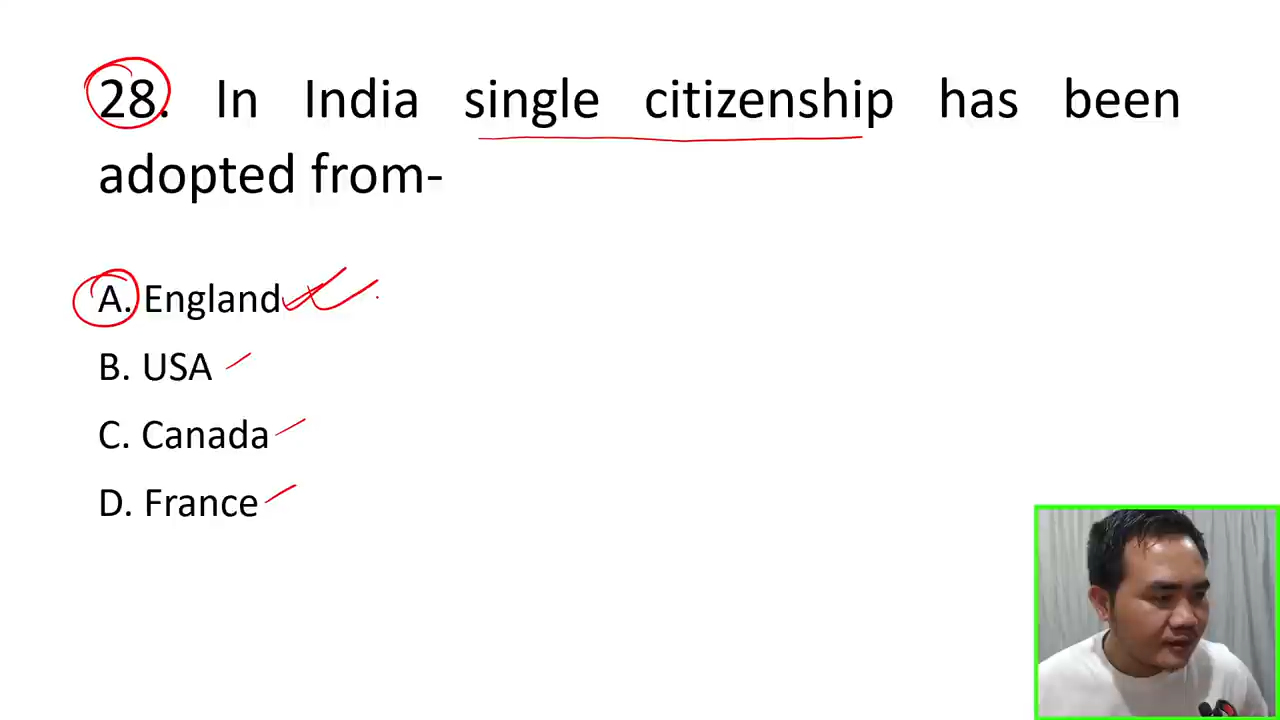 28. In India single citizenship has been
adopted from-
A. England
B. USA
C. Canada
D. France